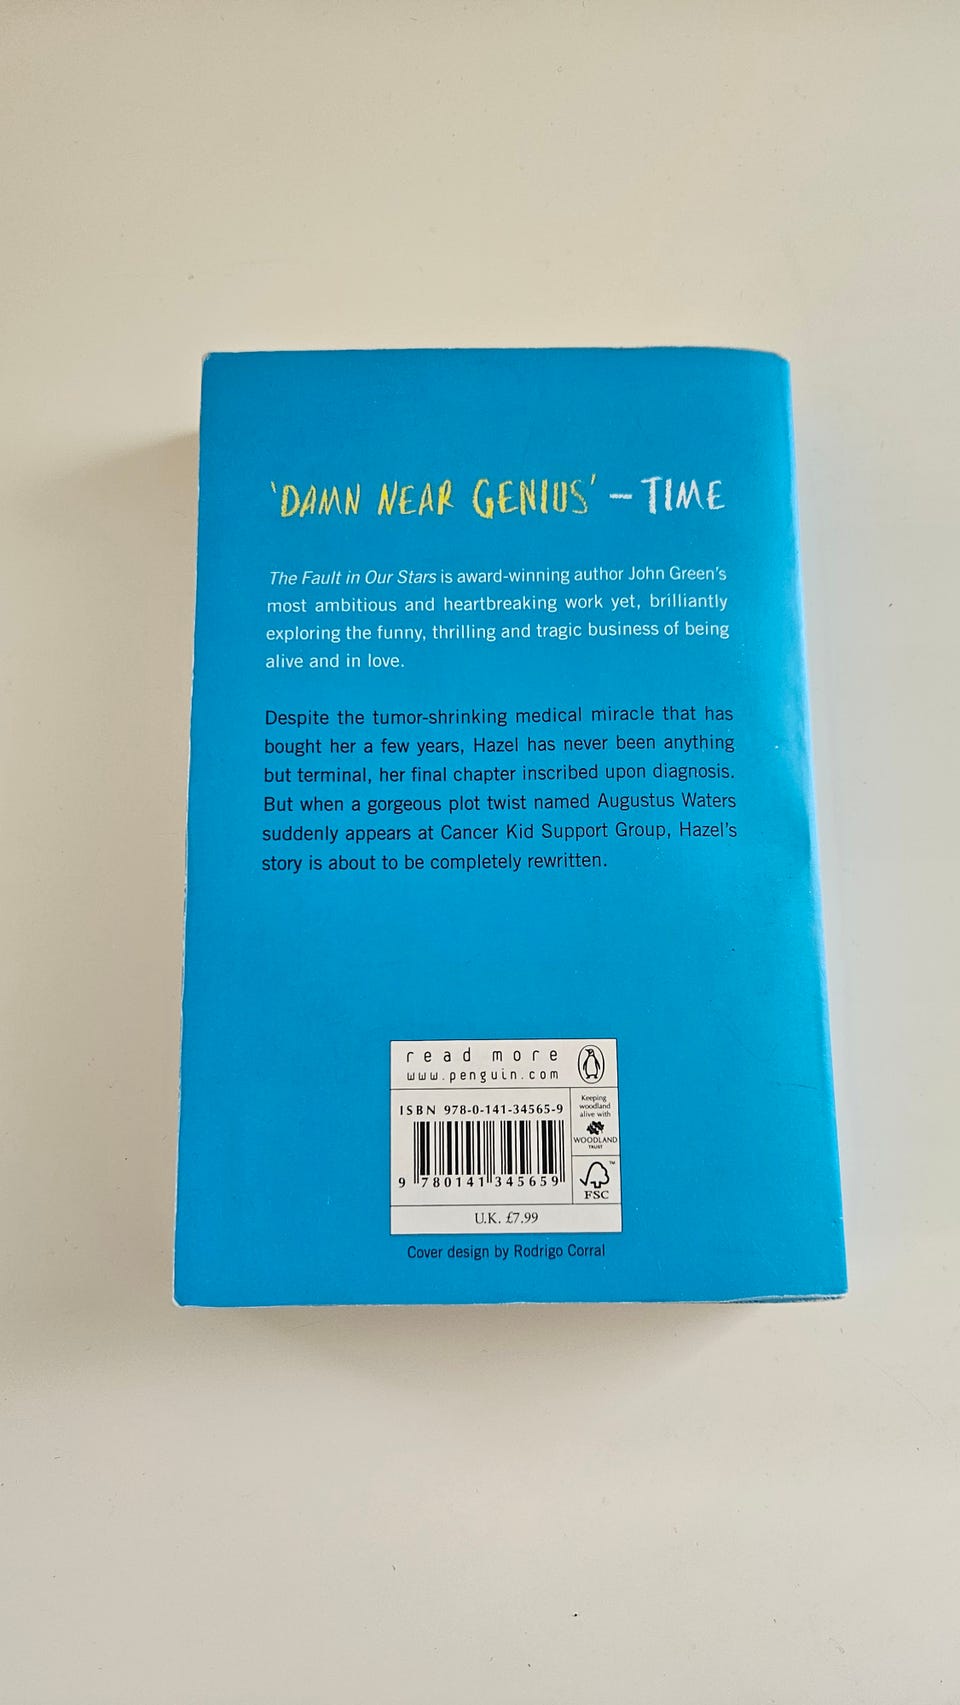 'DAMN NEAR GENIUS' – TIME
The Fault in Our Stars is award-winning author John Green's
most ambitious and heartbreaking work yet, brilliantly
exploring the funny, thrilling and tragic business of being
alive and in love.
Despite the tumor-shrinking medical miracle that has
bought her a few years, Hazel has never been anything
but terminal, her final chapter inscribed upon diagnosis.
But when a gorgeous plot twist named Augustus Waters
suddenly appears at Cancer Kid Support Group, Hazel's
story is about to be completely rewritten.
read more
www.penguin.com
ISBN 978-0-141-34565-9
9 780141 345659
Keeping
woodland
alive with
WOODLAND
TRUST
™
FSC
U.K. £7.99
Cover design by Rodrigo Corral